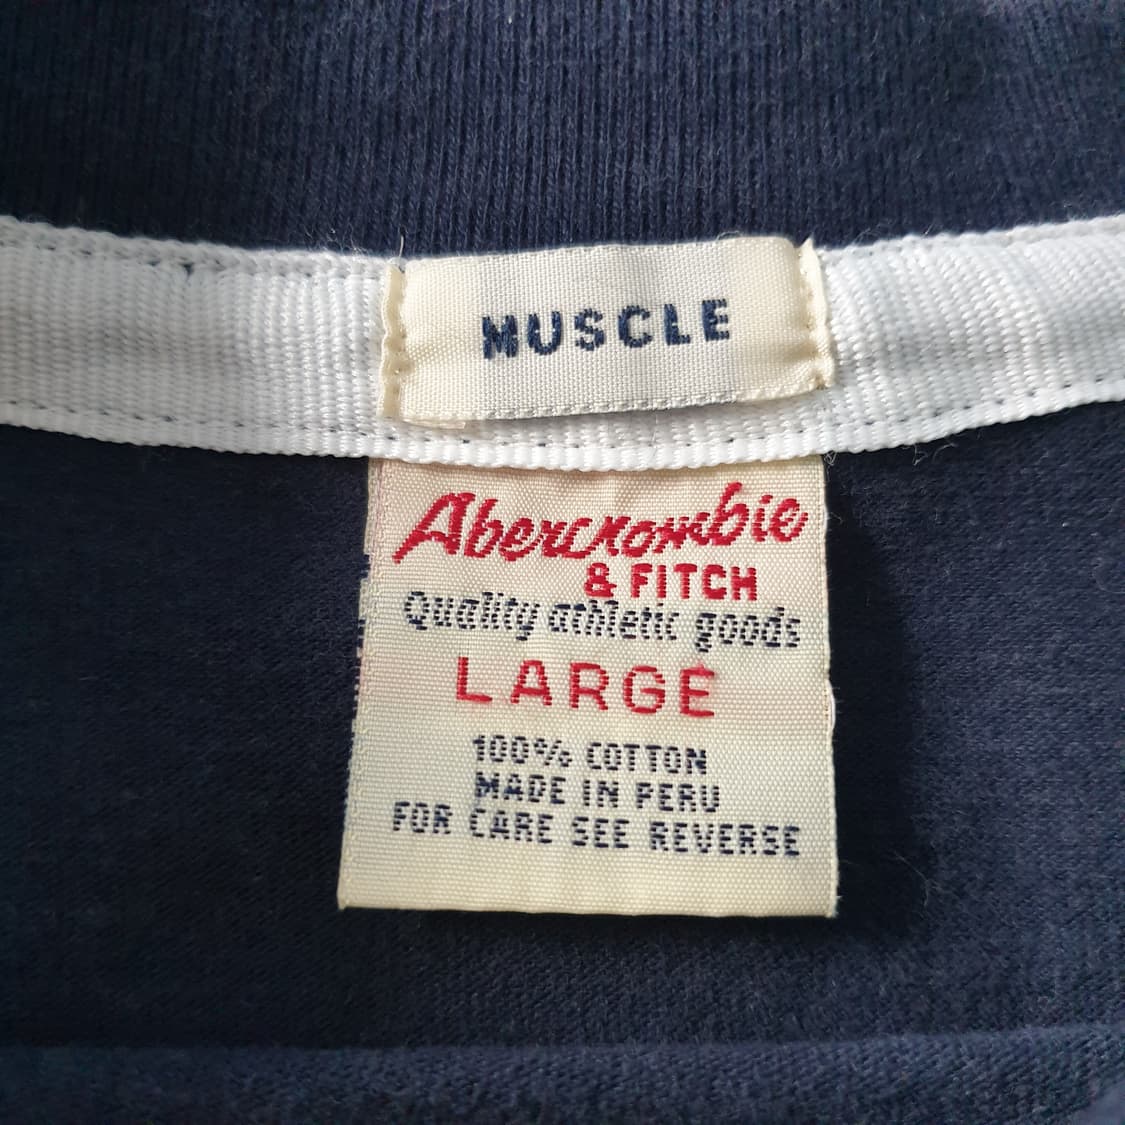 MUSCLE
Abercrombie
& FITCH
Quality athletic goods
LARGE
100% COTTON
MADE IN PERU
FOR CARE SEE REVERSE